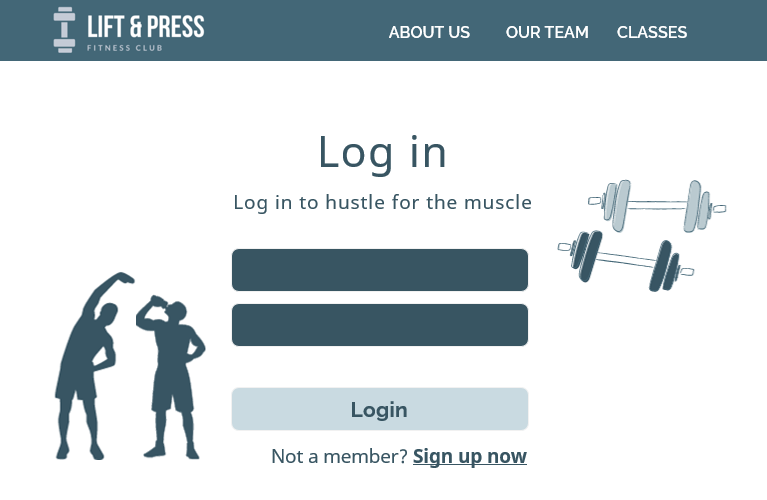 LIFT & PRESS
FITNESS CLUB
ABOUT US OUR TEAM CLASSES
Log in
Log in to hustle for the muscle
Login
Not a member? Sign up now